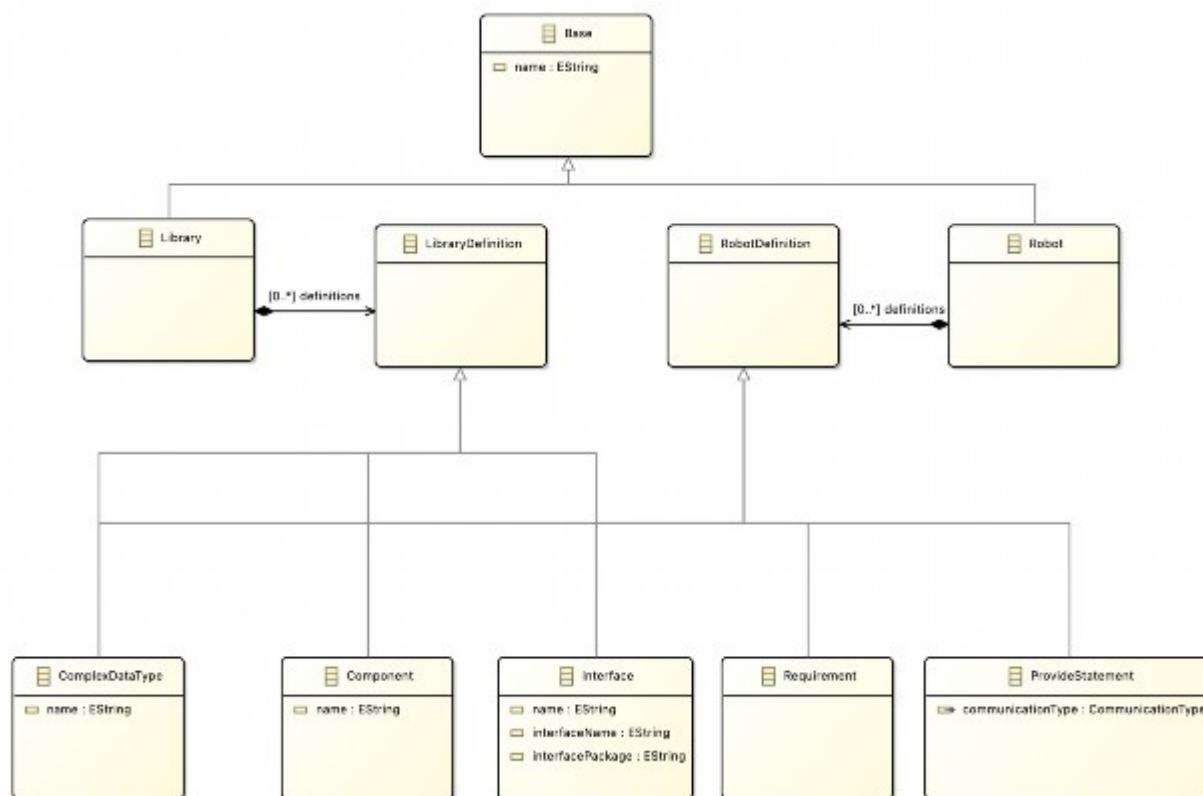 Base
name : EString
Library
LibraryDefinition
RobotDefinition
Robot
[0..*] definitions
[0..*] definitions
ComplexDataType
name : EString
Component
name : EString
Interface
name : EString
interfaceName : EString
interfacePackage : EString
Requirement
ProvideStatement
communicationType : CommunicationType